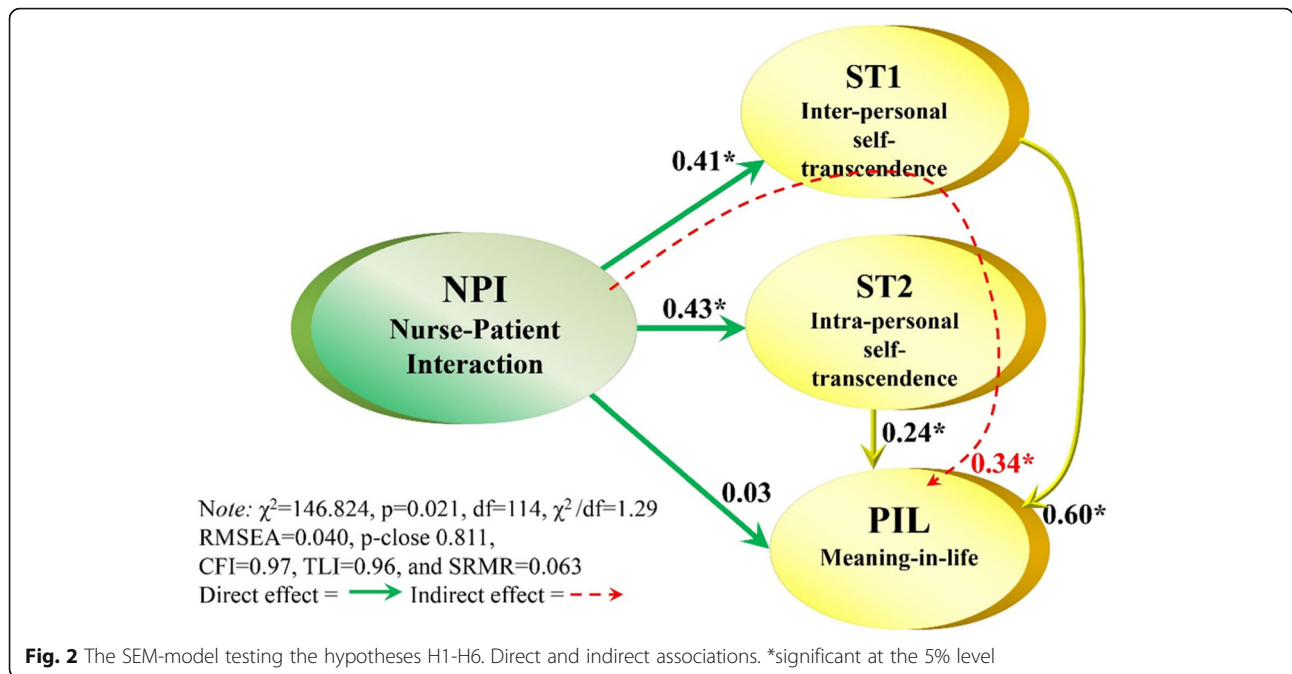 ST1
Inter-personal
self-
transcendence
0.41*
NPI
Nurse-Patient
Interaction
0.43*
ST2
Intra-personal
self-
transcendence
0.24*
0.34*
0.03
0.60*
PIL
Meaning-in-life
Note: χ²=146.824, p=0.021, df=114, χ²/df=1.29
RMSEA=0.040, p-close 0.811,
CFI=0.97, TLI=0.96, and SRMR=0.063
Direct effect = Indirect effect =
Fig. 2 The SEM-model testing the hypotheses H1-H6. Direct and indirect associations. *significant at the 5% level